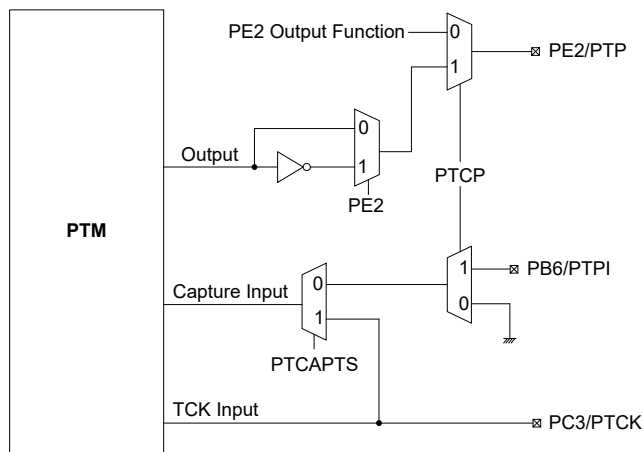 PE2 Output Function
0
PE2/PTP
1
0
Output
1
PTCP
PE2
PTM
1
PB6/PTPI
Capture Input
0
0
1
PTCAPTS
TCK Input
PC3/PTCK